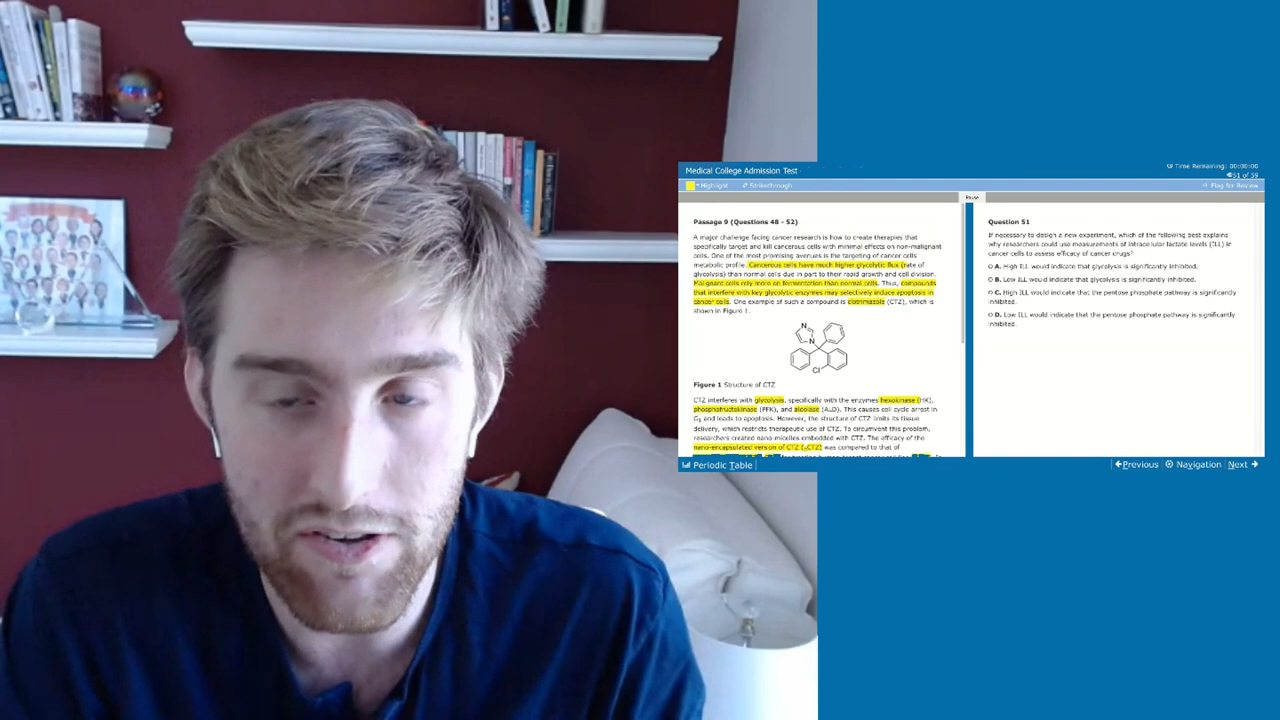 Medical College Admission Test
Time Remaining: 00:00:00
51 of 59
Highlight
Strikethrough
Flag for Review
Pause
Passage 9 (Questions 48 - 52)
A major challenge facing cancer research is how to create therapies that
specifically target and kill cancerous cells with minimal effects on non-malignant
cells. One of the most promising avenues is the targeting of cancer cells
metabolic profile. Cancerous cells have much higher glycolytic flux (rate of
glycolysis) than normal cells due in part to their rapid growth and cell division.
Malignant cells rely more on fermentation than normal cells. Thus, compounds
that interfere with key glycolytic enzymes may selectively induce apoptosis in
cancer cells. One example of such a compound is clotrimazole (CTZ), which is
shown in Figure 1.
N
N
Cl
Figure 1 Structure of CTZ
CTZ interferes with glycolysis, specifically with the enzymes hexokinase (HK),
phosphofructokinase (PFK), and aldolase (ALD). This causes cell cycle arrest in
G1 and leads to apoptosis. However, the structure of CTZ limits its tissue
delivery, which restricts therapeutic use of CTZ. To circumvent this problem,
researchers created nano-micelles embedded with CTZ. The efficacy of the
nano-encapsulated version of CTZ (nCTZ) was compared to that of
Question 51
If necessary to design a new experiment, which of the following best explains
why researchers could use measurements of intracellular lactate levels (ILL) in
cancer cells to assess efficacy of cancer drugs?
A. High ILL would indicate that glycolysis is significantly inhibited.
B. Low ILL would indicate that glycolysis is significantly inhibited.
C. High ILL would indicate that the pentose phosphate pathway is significantly
inhibited.
D. Low ILL would indicate that the pentose phosphate pathway is significantly
inhibited.
Periodic Table
Previous
Navigation
Next